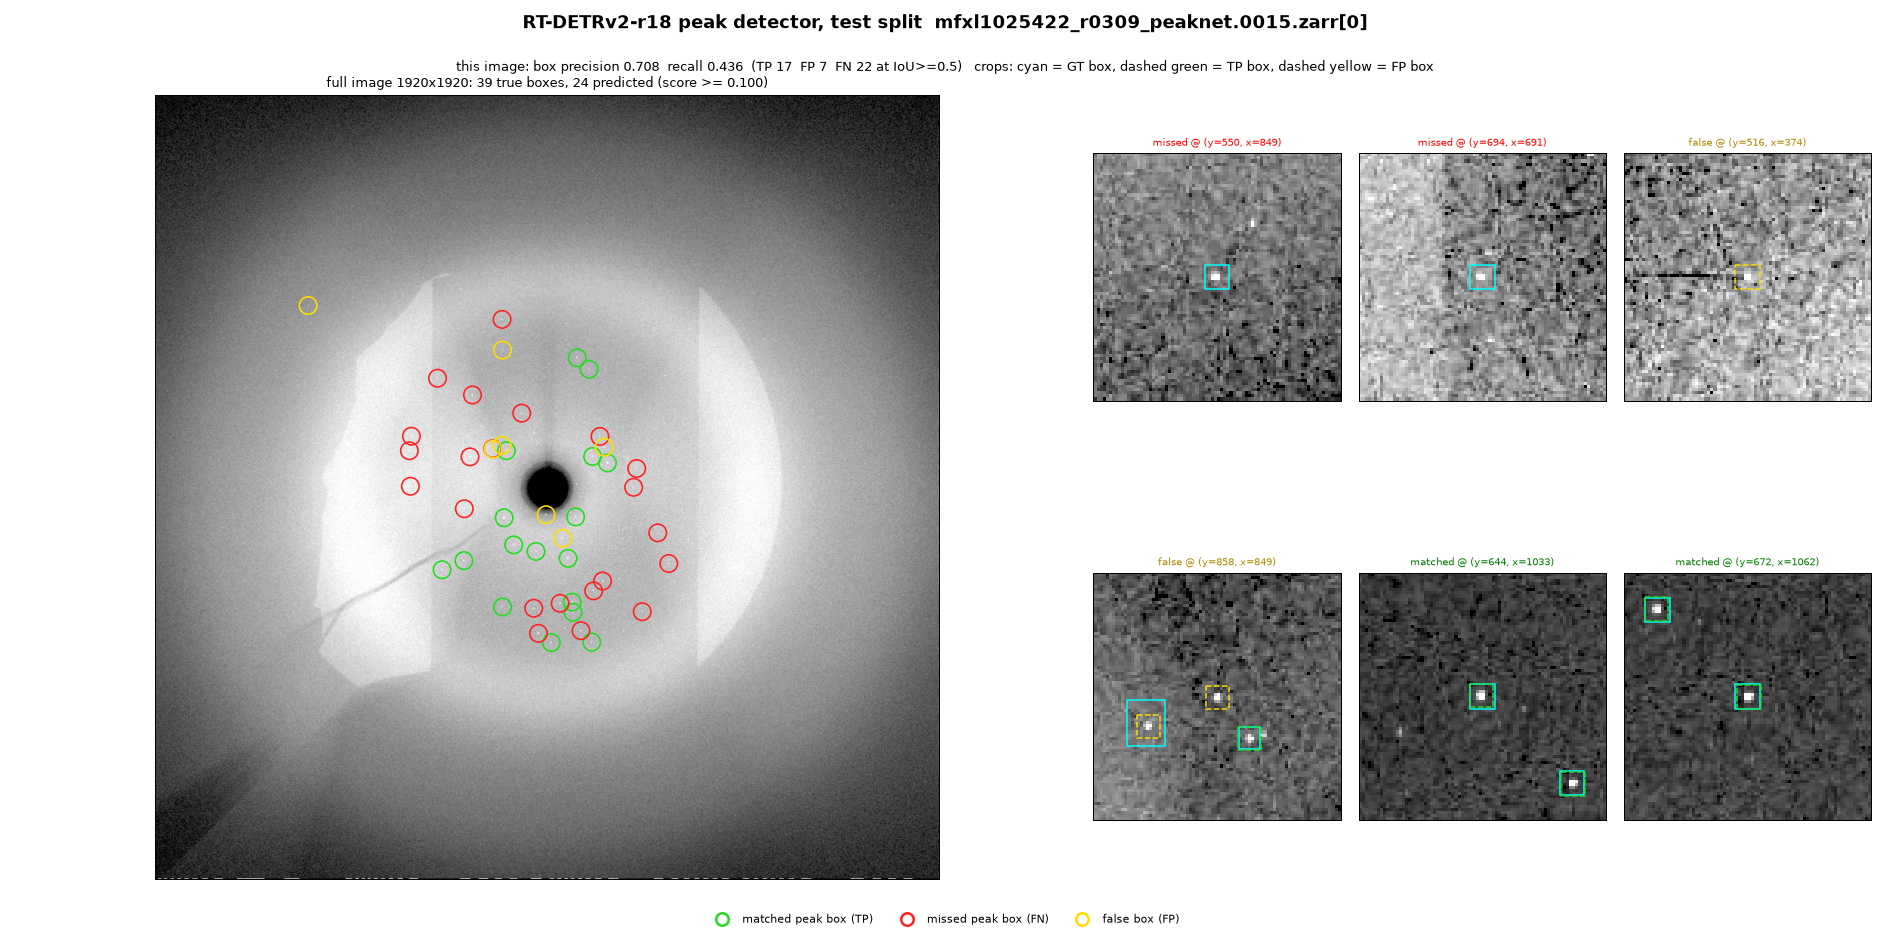 RT-DETRv2-r18 peak detector, test split  mfxl1025422_r0309_peaknet.0015.zarr[0]
this image: box precision 0.708  recall 0.436  (TP 17  FP 7  FN 22 at IoU>=0.5)   crops: cyan = GT box, dashed green = TP box, dashed yellow = FP box
full image 1920x1920: 39 true boxes, 24 predicted (score >= 0.100)
missed @ (y=550, x=849)
missed @ (y=694, x=691)
false @ (y=516, x=374)
false @ (y=858, x=849)
matched @ (y=644, x=1033)
matched @ (y=672, x=1062)
matched peak box (TP)
missed peak box (FN)
false box (FP)